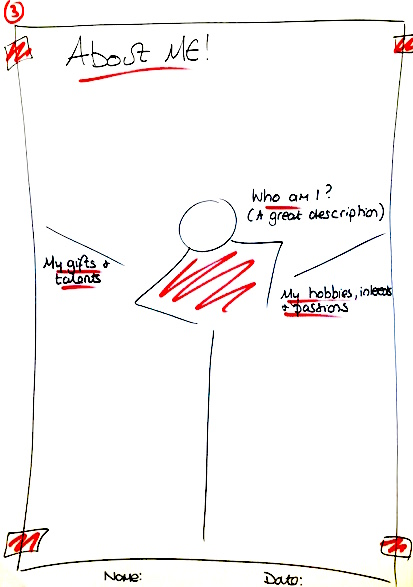 3
About ME!
Who am I?
(A great description)
My gifts &
talents
My hobbies, interests
& passions
Name:
Date: